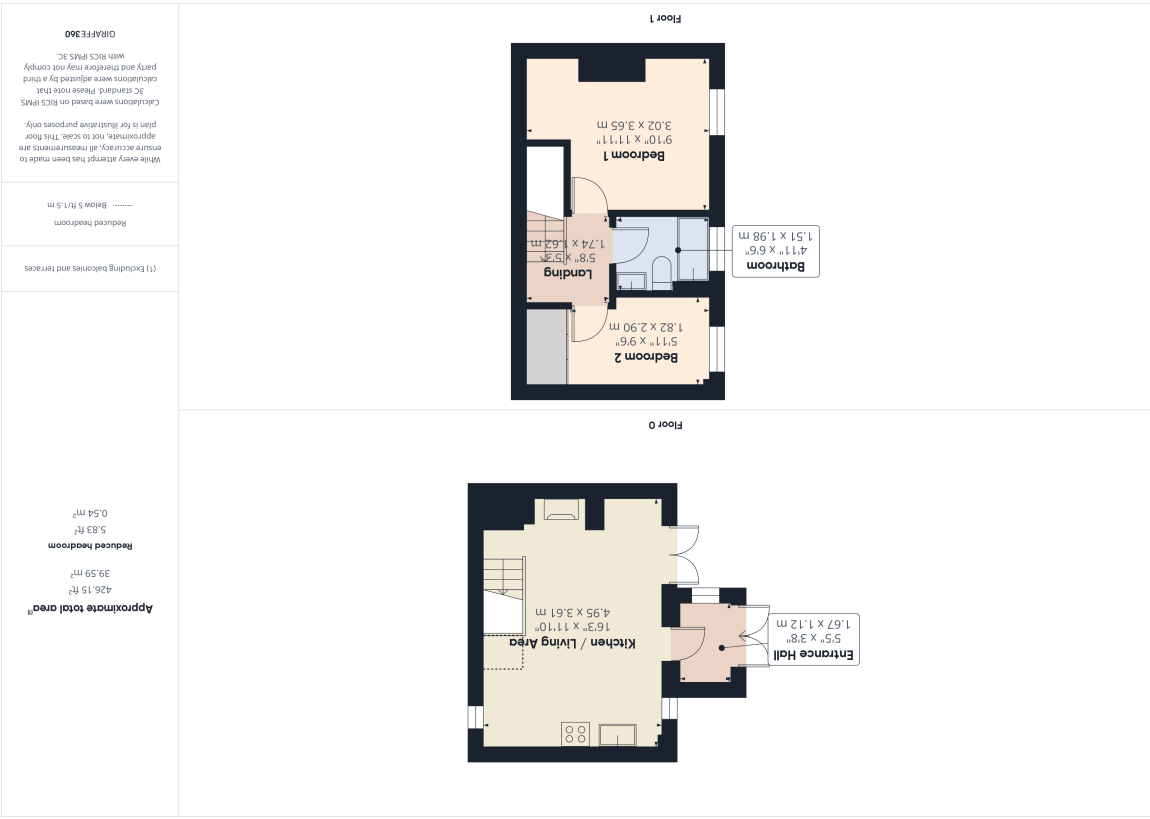 Entrance Hall
5'5" x 3'8"
1.67 x 1.12 m
Kitchen / Living Area
16'3" x 11'10"
4.95 x 3.61 m
Floor 0
Bedroom 2
5'11" x 9'6"
1.82 x 2.90 m
Bathroom
4'11" x 6'6"
1.51 x 1.98 m
Landing
5'8" x 5'3"
1.74 x 1.62 m
Bedroom 1
9'10" x 11'11"
3.02 x 3.65 m
Floor 1
Approximate total area(1)
426.15 ft²
39.59 m²
Reduced headroom
5.83 ft²
0.54 m²
(1) Excluding balconies and terraces
Reduced headroom
Below 5 ft/1.5 m
While every attempt has been made to
ensure accuracy, all measurements are
approximate, not to scale. This floor
plan is for illustrative purposes only.
Calculations were based on RICS IPMS
3C standard. Please note that
calculations were adjusted by a third
party and therefore may not comply
with RICS IPMS 3C.
GIRAFFE360